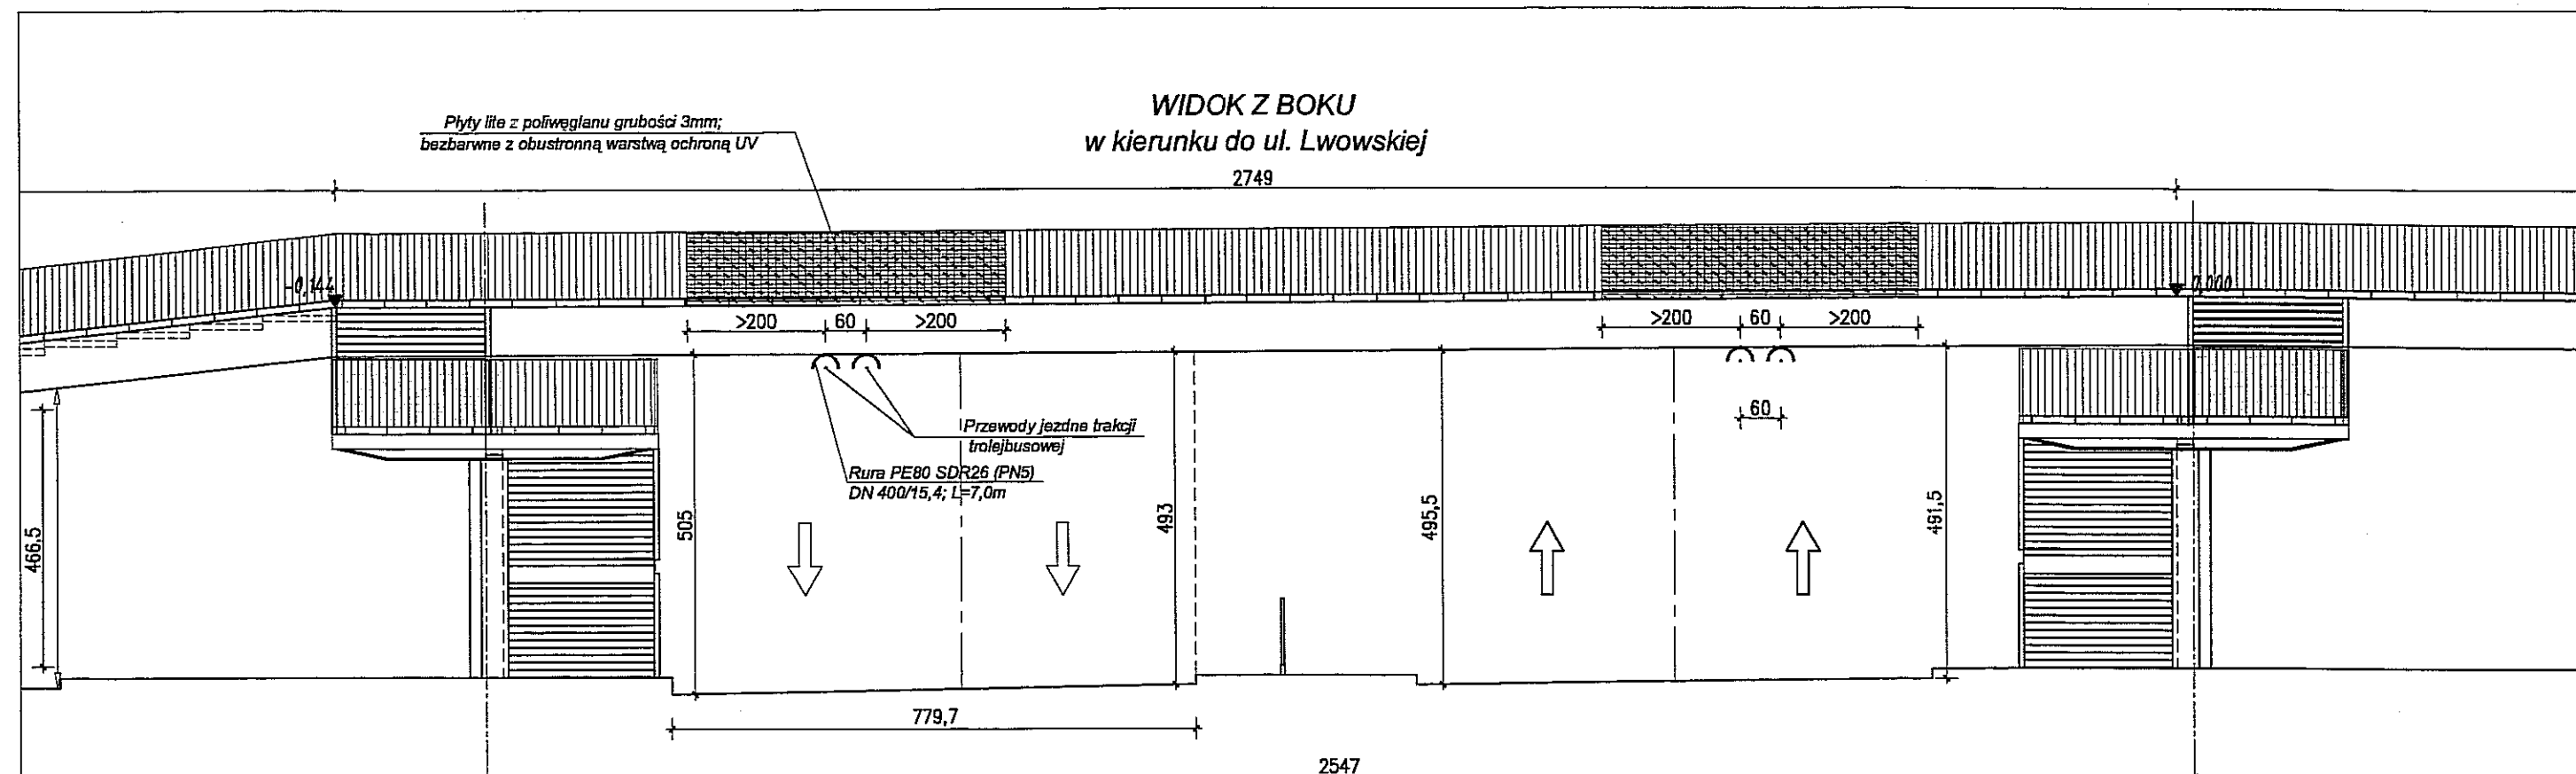 WIDOK Z BOKU
w kierunku do ul. Lwowskiej
Płyty lite z poliwęglanu grubości 3mm;
bezbarwne z obustronną warstwą ochroną UV
2749
-0,144
0,000
>200 60 >200
>200 60 >200
60
Przewody jezdne trakcji
trolejbusowej
Rura PE80 SDR26 (PN5)
DN 400/15,4; L=7,0m
466,5
505
493
495,5
491,5
779,7
2547